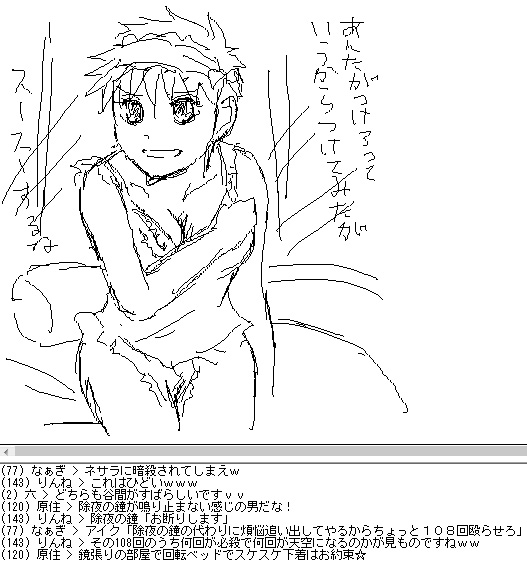 あんたがつけろって
いうからつけてみたが
スースーするね
(77) なぁぎ > ネサラに暗殺されてしまえｗ
(143) りんね > これはひどいｗｗｗ
(2) 六 > どちらも谷間がすばらしいですｖｖ
(120) 原住 > 除夜の鐘が鳴り止まない感じの男だな！
(143) りんね > 除夜の鐘「お断りします」
(77) なぁぎ > アイク「除夜の鐘の代わりに煩悩追い出してやるからちょっと１０８回殴らせろ」
(143) りんね > その108回のうち何回が必殺で何回が天空になるのかが見ものですねｗｗ
(120) 原住 > 鏡張りの部屋で回転ベッドでスケスケ下着はお約束☆